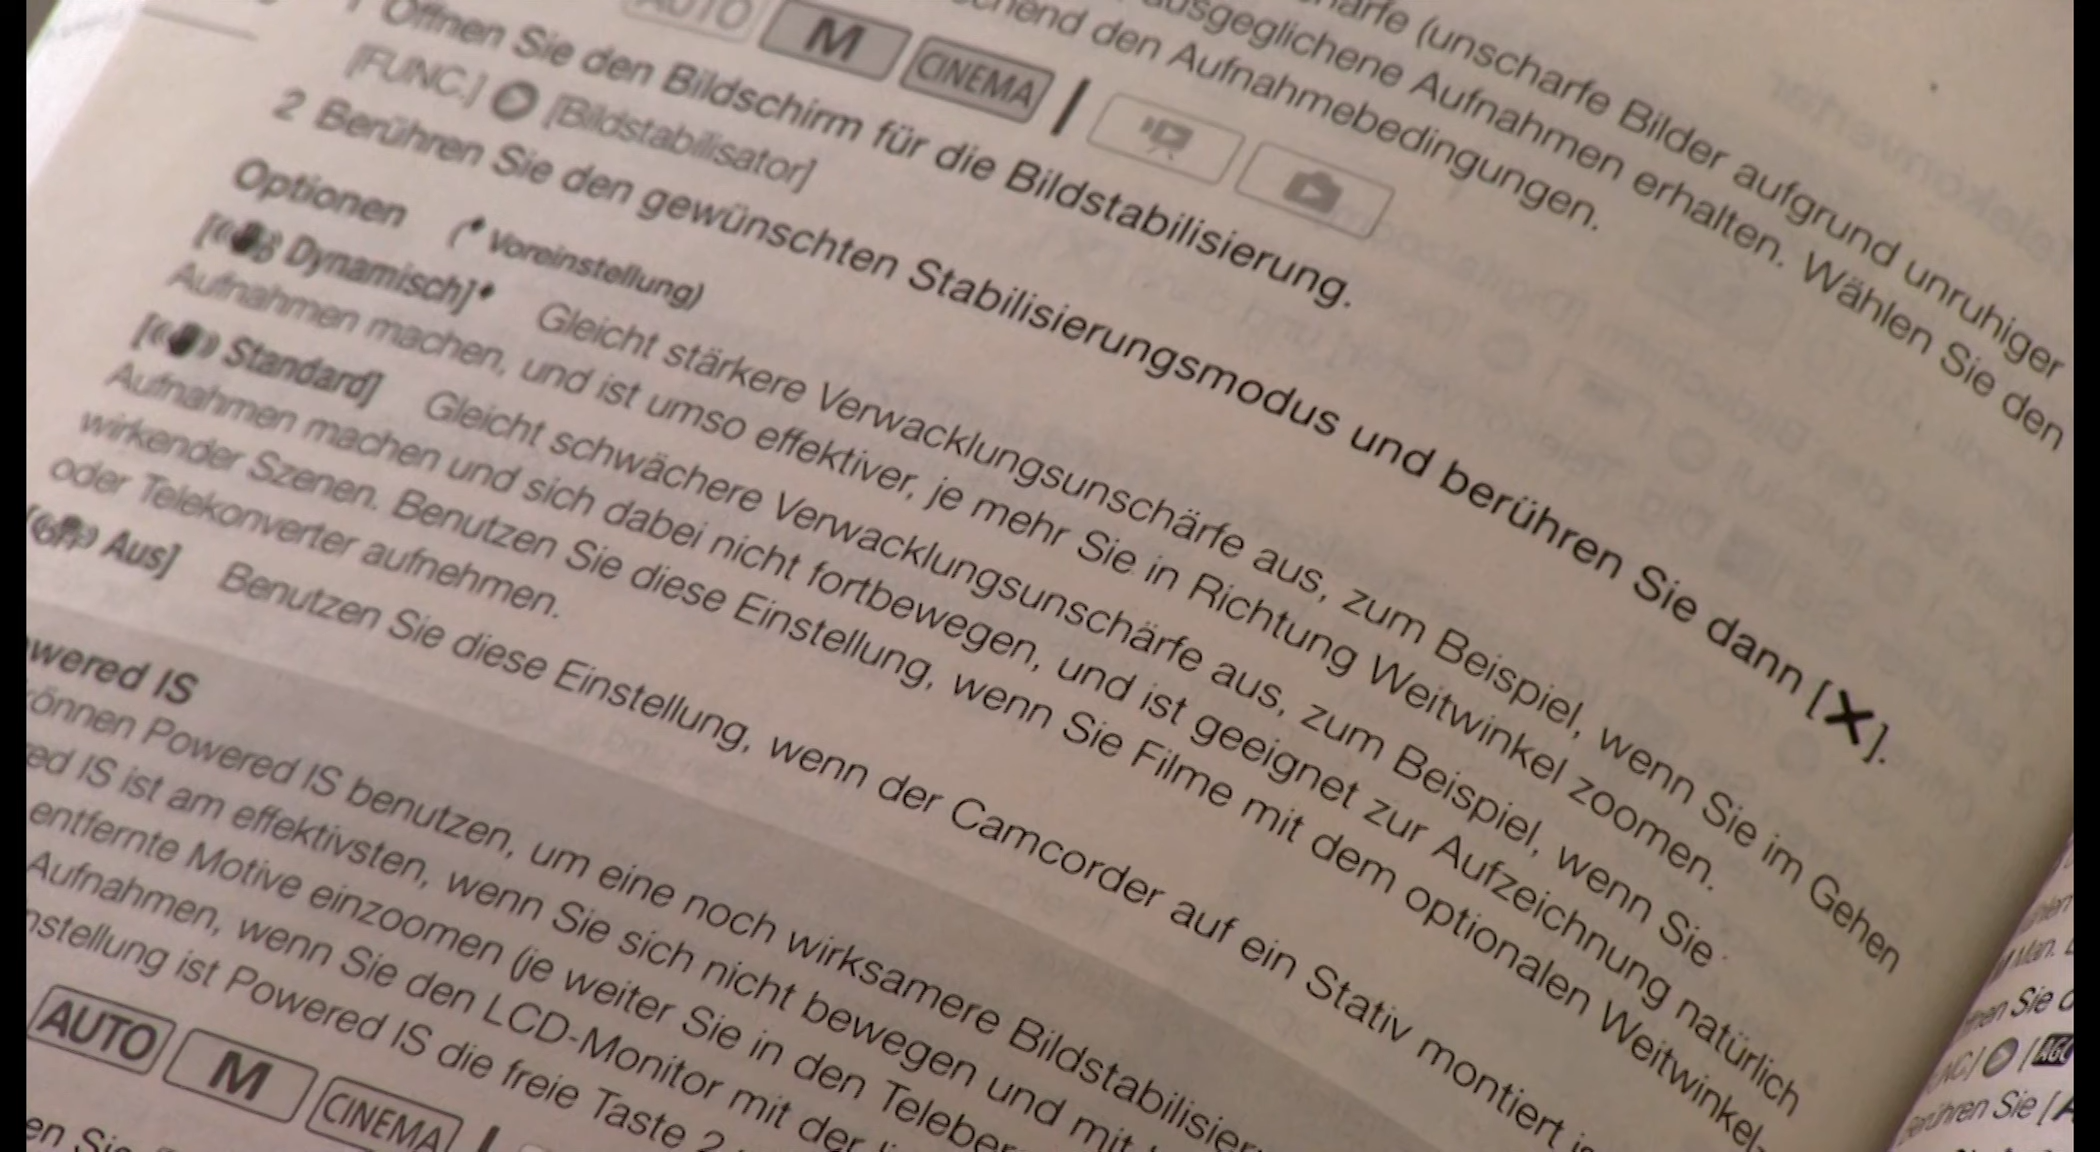 (unscharfe Bilder aufgrund unruhiger
ausgeglichene Aufnahmen erhalten. Wählen Sie den
den Aufnahmebedingungen.
AUTO M CINEMA
1 Öffnen Sie den Bildschirm für die Bildstabilisierung.
[FUNC.] [Bildstabilisator]
2 Berühren Sie den gewünschten Stabilisierungsmodus und berühren Sie dann [X].
Optionen (* Voreinstellung)
[Dynamisch]* Gleicht stärkere Verwacklungsunschärfe aus, zum Beispiel, wenn Sie im Gehen
Aufnahmen machen, und ist umso effektiver, je mehr Sie in Richtung Weitwinkel zoomen.
[Standard] Gleicht schwächere Verwacklungsunschärfe aus, zum Beispiel, wenn Sie
Aufnahmen machen und sich dabei nicht fortbewegen, und ist geeignet zur Aufzeichnung natürlich
wirkender Szenen. Benutzen Sie diese Einstellung, wenn Sie Filme mit dem optionalen Weitwinkel-
oder Telekonverter aufnehmen.
[Aus] Benutzen Sie diese Einstellung, wenn der Camcorder auf ein Stativ montiert
wered IS
können Powered IS benutzen, um eine noch wirksamere Bildstabilisier
ed IS ist am effektivsten, wenn Sie sich nicht bewegen und mit
entfernte Motive einzoomen (je weiter Sie in den Teleber
Aufnahmen, wenn Sie den LCD-Monitor mit der
nstellung ist Powered IS die freie Taste 2
AUTO M CINEMA
en Sie